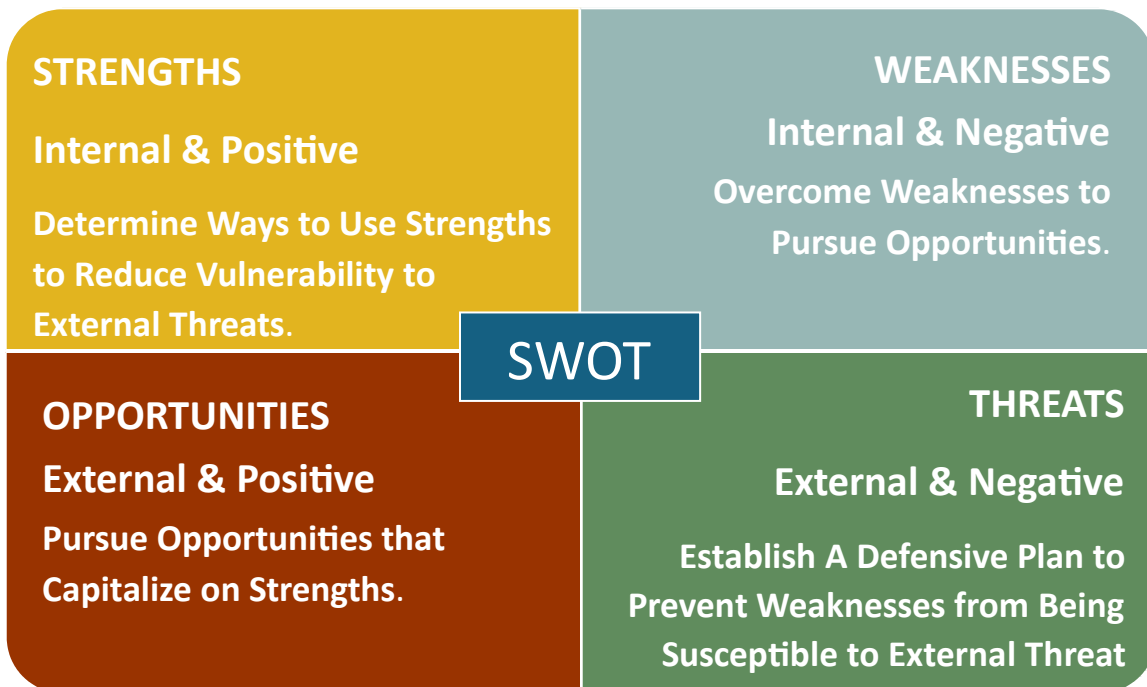 STRENGTHS
Internal & Positive
Determine Ways to Use Strengths
to Reduce Vulnerability to
External Threats.
WEAKNESSES
Internal & Negative
Overcome Weaknesses to
Pursue Opportunities.
SWOT
OPPORTUNITIES
External & Positive
Pursue Opportunities that
Capitalize on Strengths.
THREATS
External & Negative
Establish A Defensive Plan to
Prevent Weaknesses from Being
Susceptible to External Threat